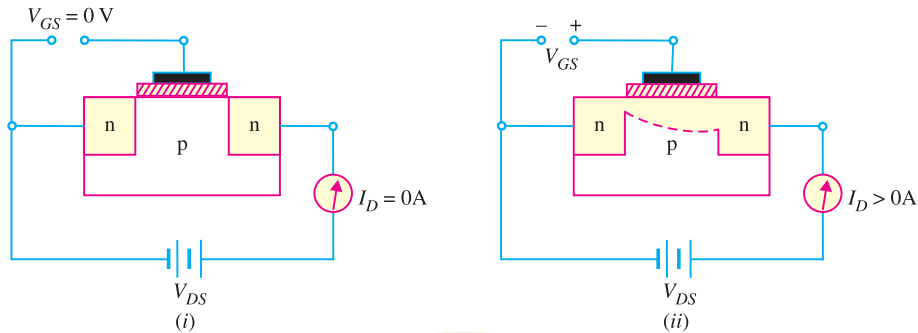 V_GS = 0 V
n
n
p
I_D = 0A
V_DS
(i)
– +
V_GS
n
n
p
I_D > 0A
V_DS
(ii)